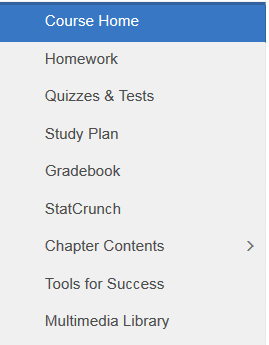 Course Home
Homework
Quizzes & Tests
Study Plan
Gradebook
StatCrunch
Chapter Contents
Tools for Success
Multimedia Library